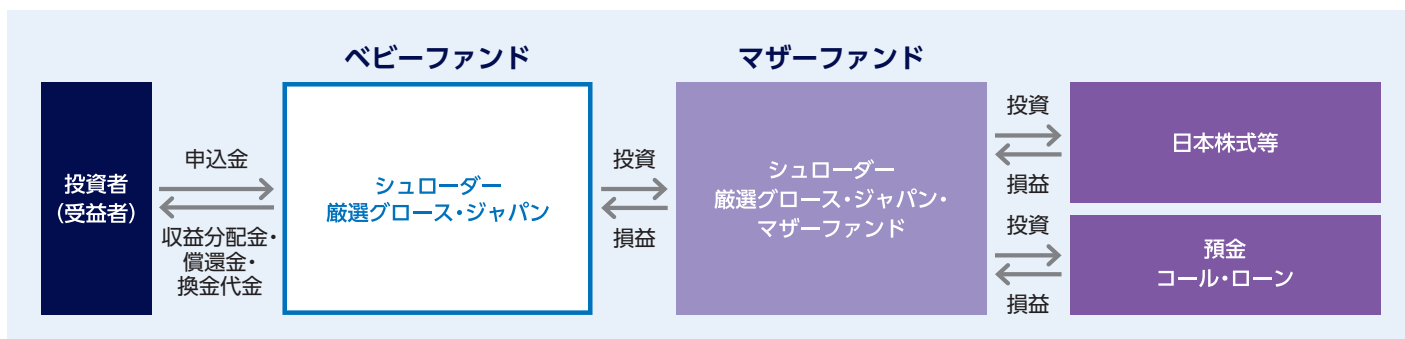 ベビーファンド
マザーファンド
投資者
(受益者)
申込金
収益分配金・
償還金・
換金代金
シュローダー
厳選グロース・ジャパン
投資
損益
シュローダー
厳選グロース・ジャパン・
マザーファンド
投資
損益
日本株式等
投資
損益
預金
コール・ローン